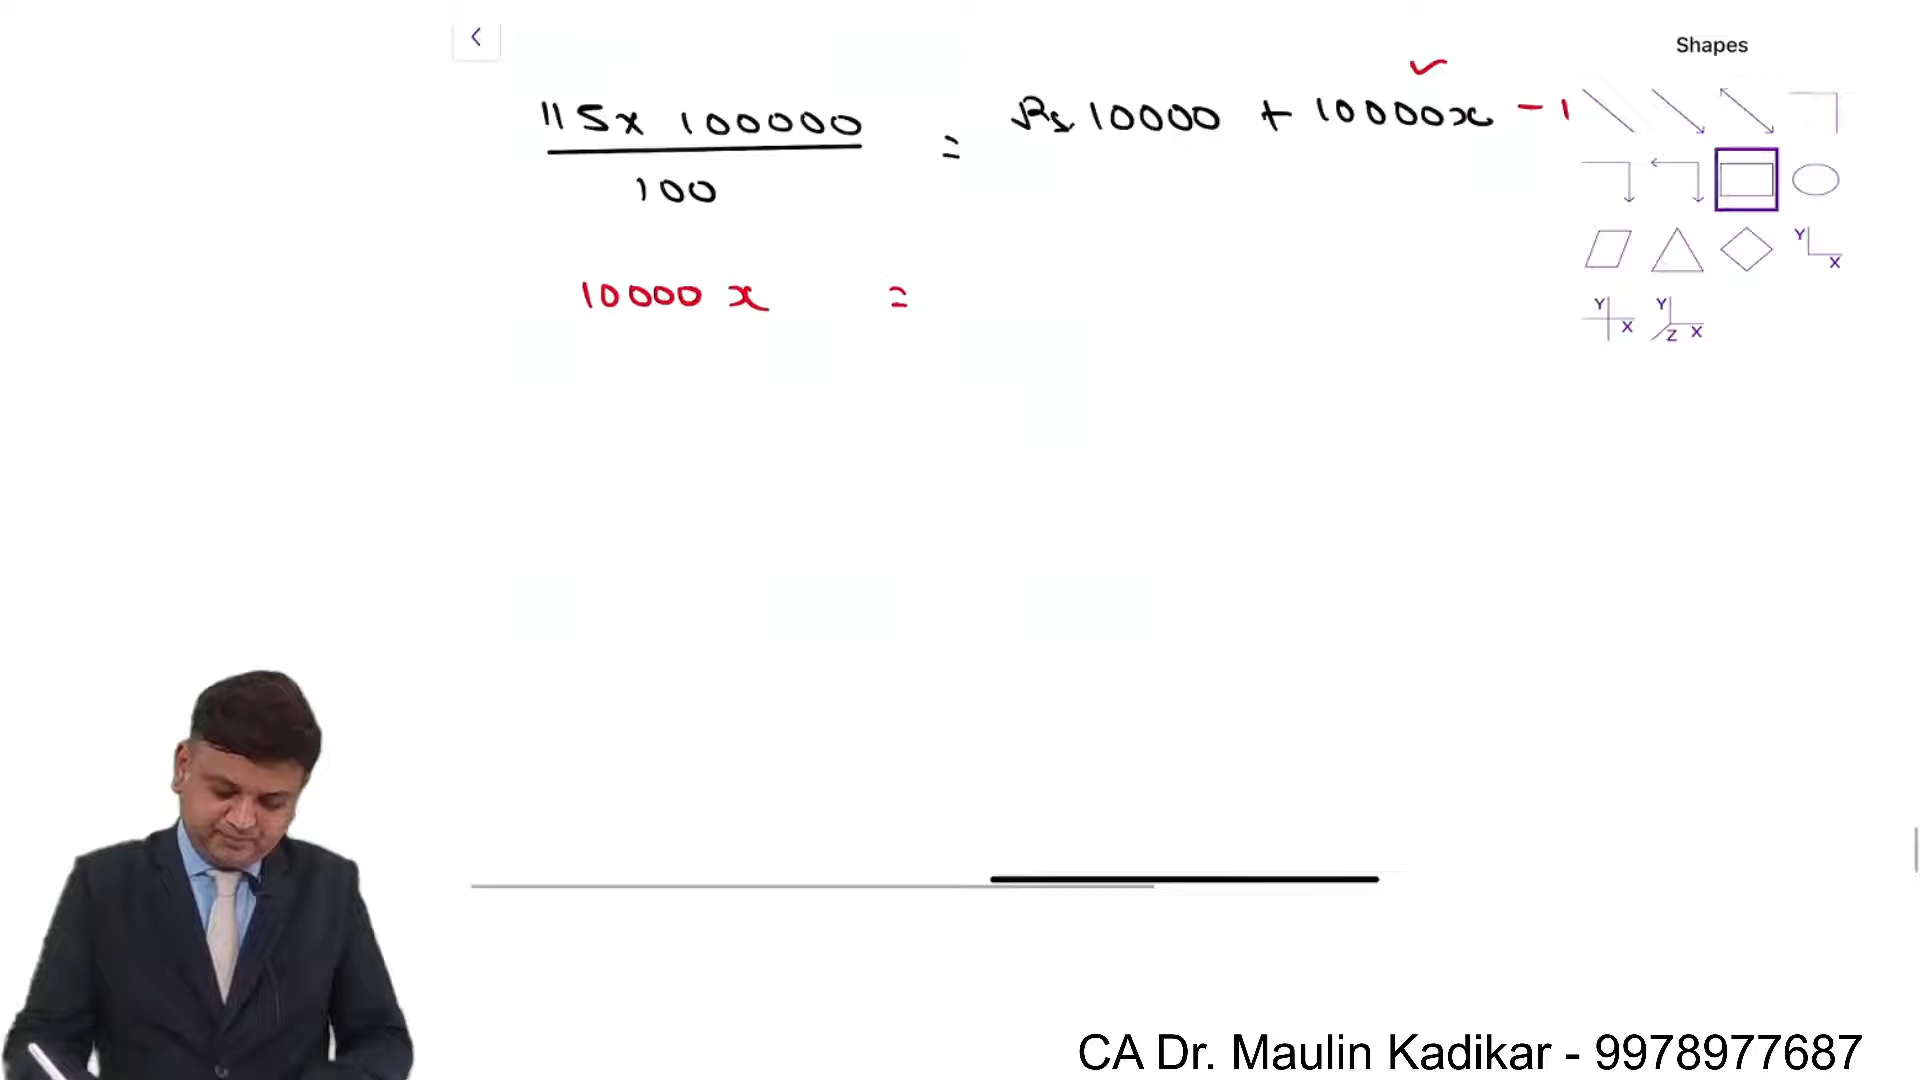 Shapes
115x 100000 = Rs. 10000 + 10000x - 1
100
Y
X
10000 x =
Y X Y Z X
CA Dr. Maulin Kadikar - 9978977687